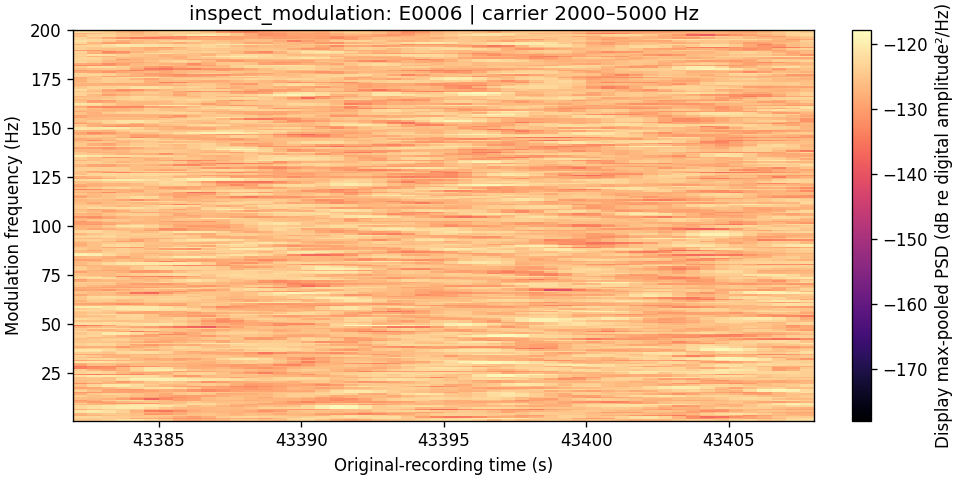 inspect_modulation: E0006 | carrier 2000–5000 Hz
200
175
150
125
100
75
50
25
Modulation frequency (Hz)
43385 43390 43395 43400 43405
Original-recording time (s)
−120
−130
−140
−150
−160
−170
Display max-pooled PSD (dB re digital amplitude²/Hz)